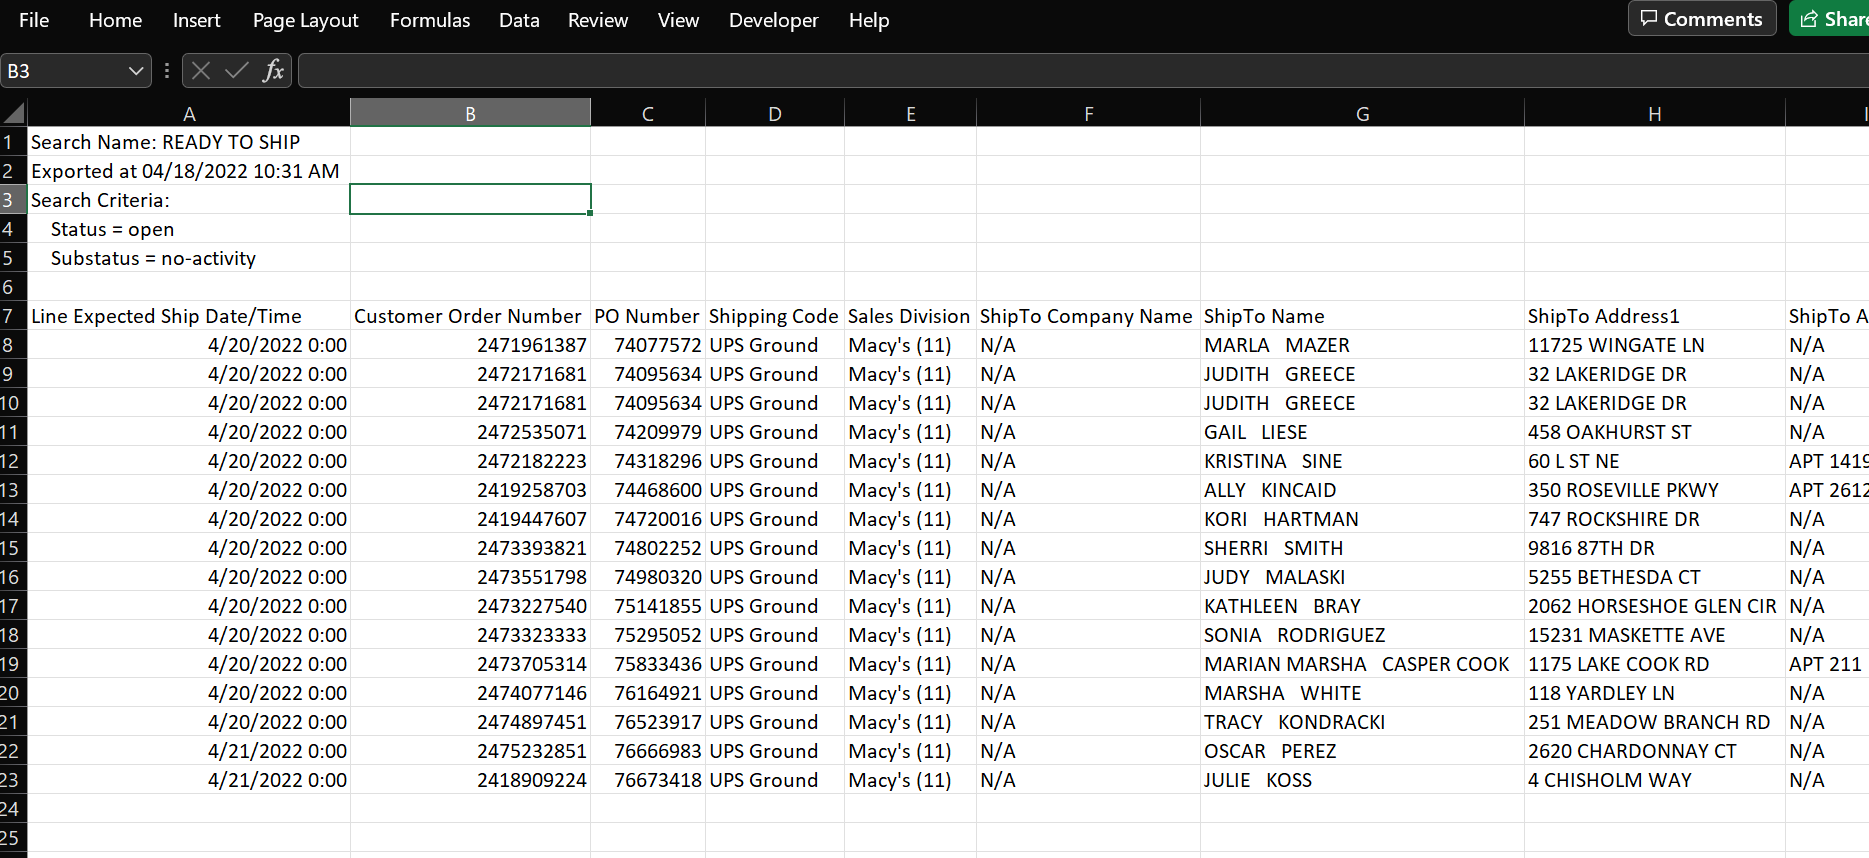 File Home Insert Page Layout Formulas Data Review View Developer Help Comments Share
B3 fx
A B C D E F G H I
1 Search Name: READY TO SHIP
2 Exported at 04/18/2022 10:31 AM
3 Search Criteria:
4 Status = open
5 Substatus = no-activity
6
7 Line Expected Ship Date/Time Customer Order Number PO Number Shipping Code Sales Division ShipTo Company Name ShipTo Name ShipTo Address1 ShipTo A
8 4/20/2022 0:00 2471961387 74077572 UPS Ground Macy's (11) N/A MARLA MAZER 11725 WINGATE LN N/A
9 4/20/2022 0:00 2472171681 74095634 UPS Ground Macy's (11) N/A JUDITH GREECE 32 LAKERIDGE DR N/A
10 4/20/2022 0:00 2472171681 74095634 UPS Ground Macy's (11) N/A JUDITH GREECE 32 LAKERIDGE DR N/A
11 4/20/2022 0:00 2472535071 74209979 UPS Ground Macy's (11) N/A GAIL LIESE 458 OAKHURST ST N/A
12 4/20/2022 0:00 2472182223 74318296 UPS Ground Macy's (11) N/A KRISTINA SINE 60 L ST NE APT 1419
13 4/20/2022 0:00 2419258703 74468600 UPS Ground Macy's (11) N/A ALLY KINCAID 350 ROSEVILLE PKWY APT 2612
14 4/20/2022 0:00 2419447607 74720016 UPS Ground Macy's (11) N/A KORI HARTMAN 747 ROCKSHIRE DR N/A
15 4/20/2022 0:00 2473393821 74802252 UPS Ground Macy's (11) N/A SHERRI SMITH 9816 87TH DR N/A
16 4/20/2022 0:00 2473551798 74980320 UPS Ground Macy's (11) N/A JUDY MALASKI 5255 BETHESDA CT N/A
17 4/20/2022 0:00 2473227540 75141855 UPS Ground Macy's (11) N/A KATHLEEN BRAY 2062 HORSESHOE GLEN CIR N/A
18 4/20/2022 0:00 2473323333 75295052 UPS Ground Macy's (11) N/A SONIA RODRIGUEZ 15231 MASKETTE AVE N/A
19 4/20/2022 0:00 2473705314 75833436 UPS Ground Macy's (11) N/A MARIAN MARSHA CASPER COOK 1175 LAKE COOK RD APT 211
20 4/20/2022 0:00 2474077146 76164921 UPS Ground Macy's (11) N/A MARSHA WHITE 118 YARDLEY LN N/A
21 4/20/2022 0:00 2474897451 76523917 UPS Ground Macy's (11) N/A TRACY KONDRACKI 251 MEADOW BRANCH RD N/A
22 4/21/2022 0:00 2475232851 76666983 UPS Ground Macy's (11) N/A OSCAR PEREZ 2620 CHARDONNAY CT N/A
23 4/21/2022 0:00 2418909224 76673418 UPS Ground Macy's (11) N/A JULIE KOSS 4 CHISHOLM WAY N/A
24
25